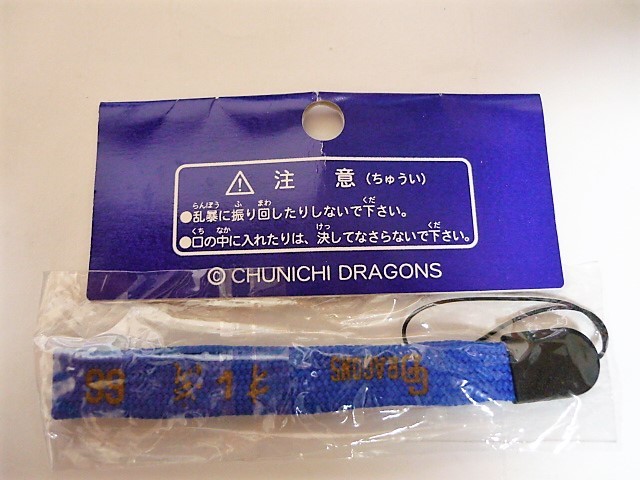 ⚠ 注意(ちゅうい)
●乱暴に振り回したりしないで下さい。
●口の中に入れたりは、決してなさらないで下さい。
© CHUNICHI DRAGONS
DRAGONS
99